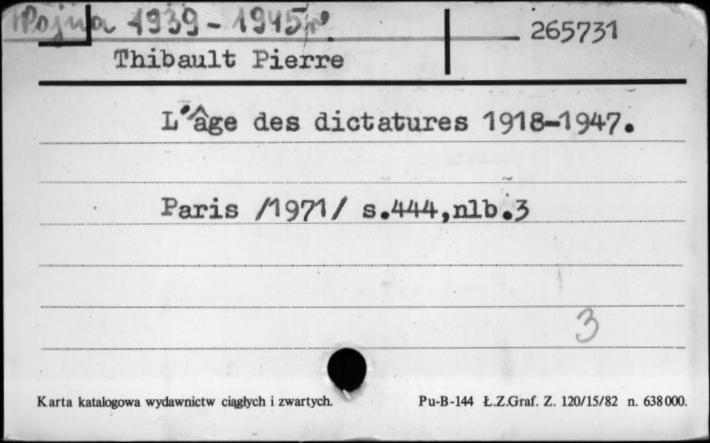 Wojna 1939-1945 r
265731
Thibault Pierre
L'âge des dictatures 1918-1947.
Paris /1971/ s.444,nlb.3
3
Karta katalogowa wydawnictw ciągłych i zwartych.
Pu-B-144 Ł.Z.Graf. Z. 120/15/82 n. 638000.